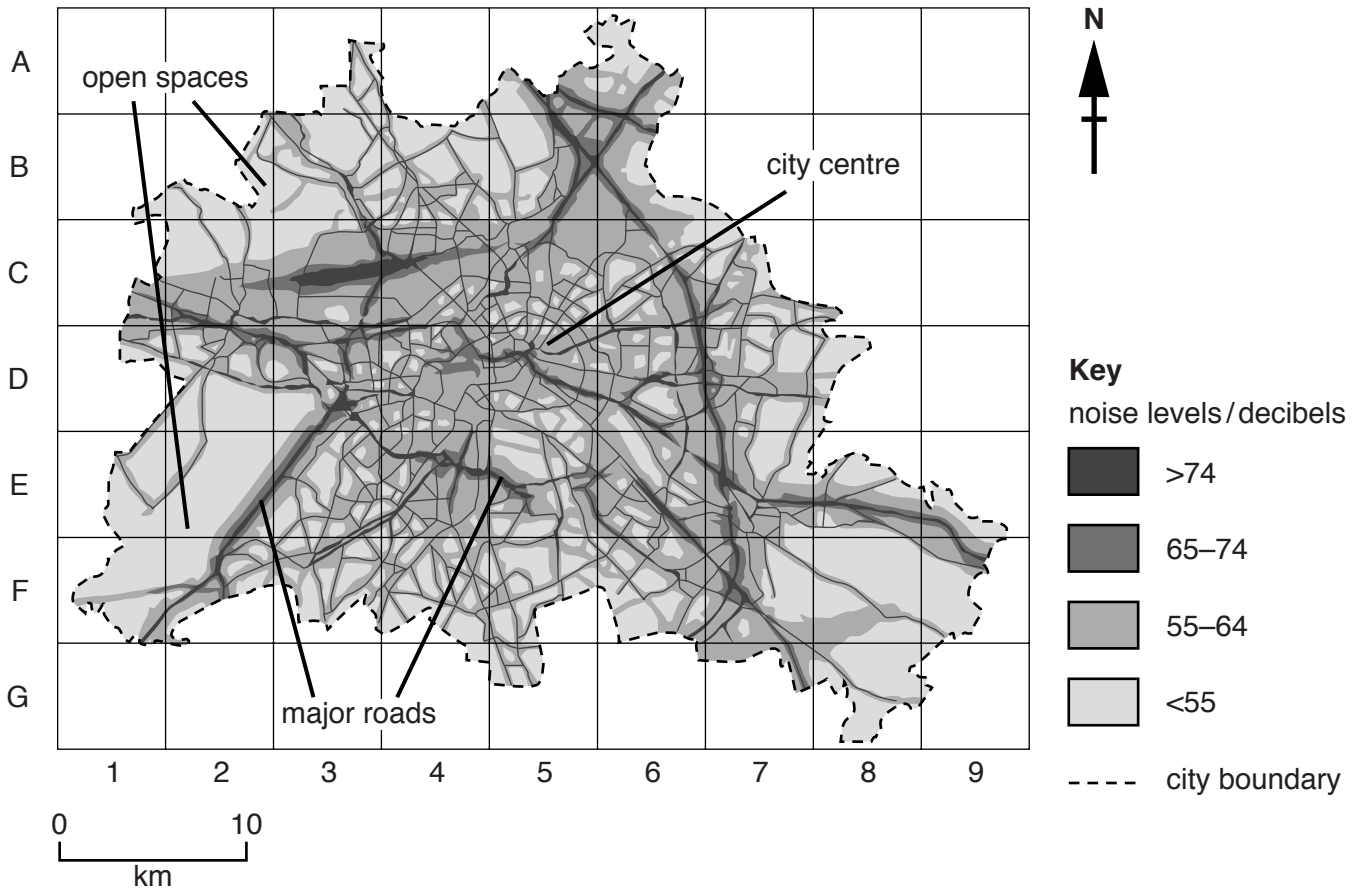 A
B
C
D
E
F
G
open spaces
city centre
major roads
1 2 3 4 5 6 7 8 9
0 10
km
N
Key
noise levels / decibels
>74
65–74
55–64
<55
city boundary